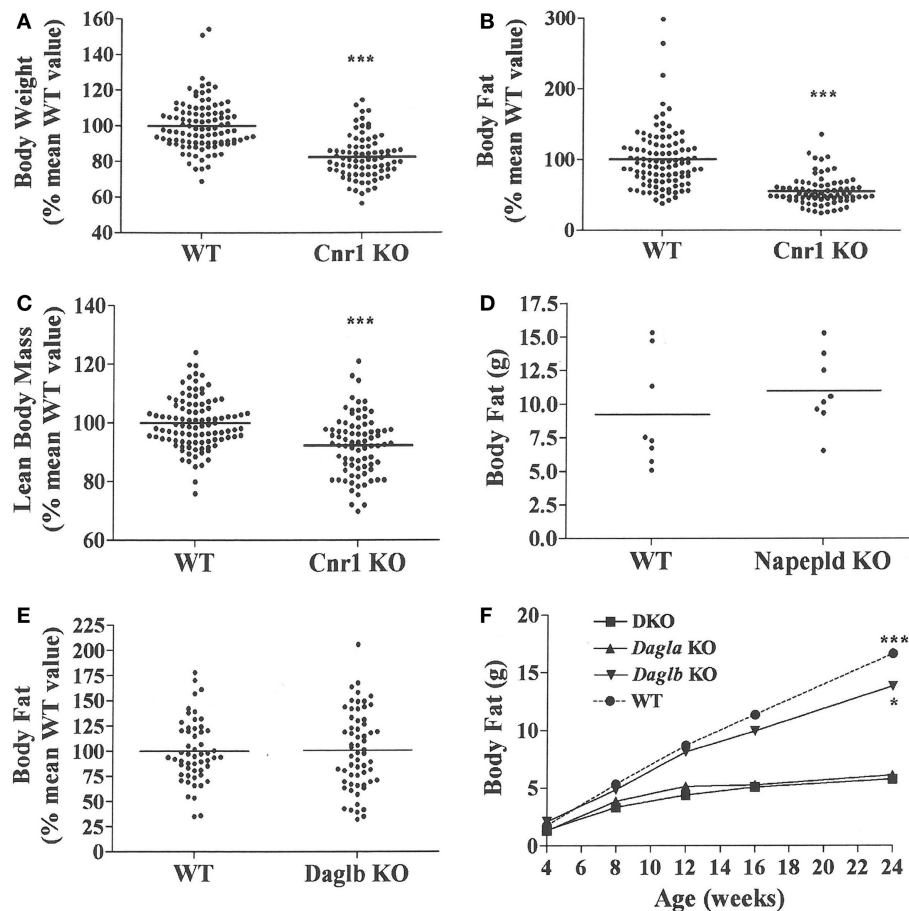 A
Body Weight
(% mean WT value)
160
140
120
100
80
60
40
***
WT
Cnr1 KO
B
Body Fat
(% mean WT value)
300
200
100
0
***
WT
Cnr1 KO
C
Lean Body Mass
(% mean WT value)
140
120
100
80
60
***
WT
Cnr1 KO
D
Body Fat (g)
17.5
15.0
12.5
10.0
7.5
5.0
2.5
0.0
WT
Napepld KO
E
Body Fat
(% mean WT value)
225
200
175
150
125
100
75
50
25
0
WT
Daglb KO
F
Body Fat (g)
20
15
10
5
0
DKO
Dagla KO
Daglb KO
WT
***
*
4 6 8 10 12 14 16 18 20 22 24
Age (weeks)